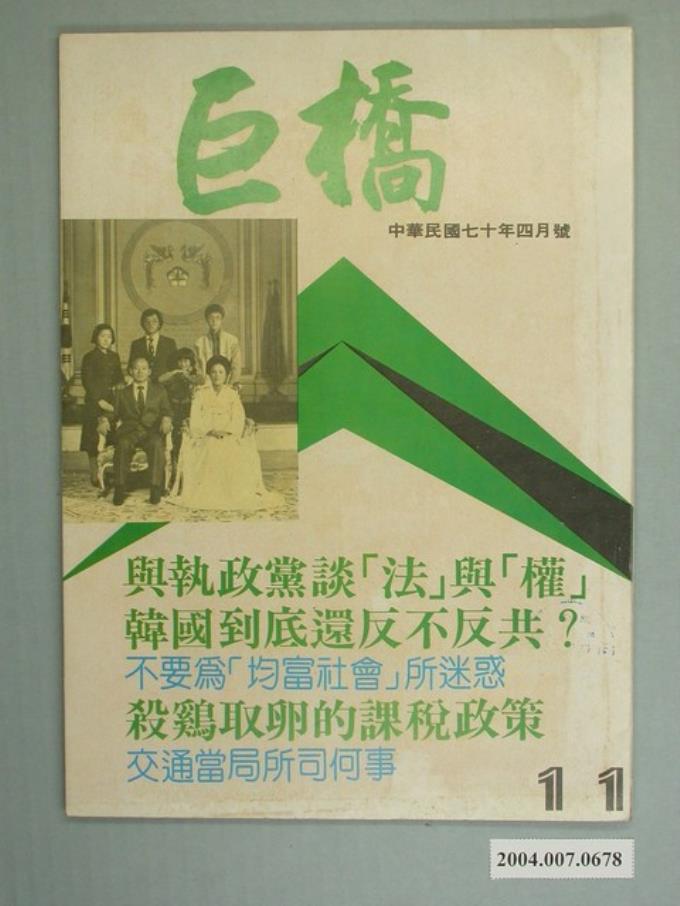 巨橋
中華民國七十年四月號
與執政黨談「法」與「權」
韓國到底還反不反共？
不要為「均富社會」所迷惑
殺鷄取卵的課稅政策
交通當局所司何事
11
2004.007.0678